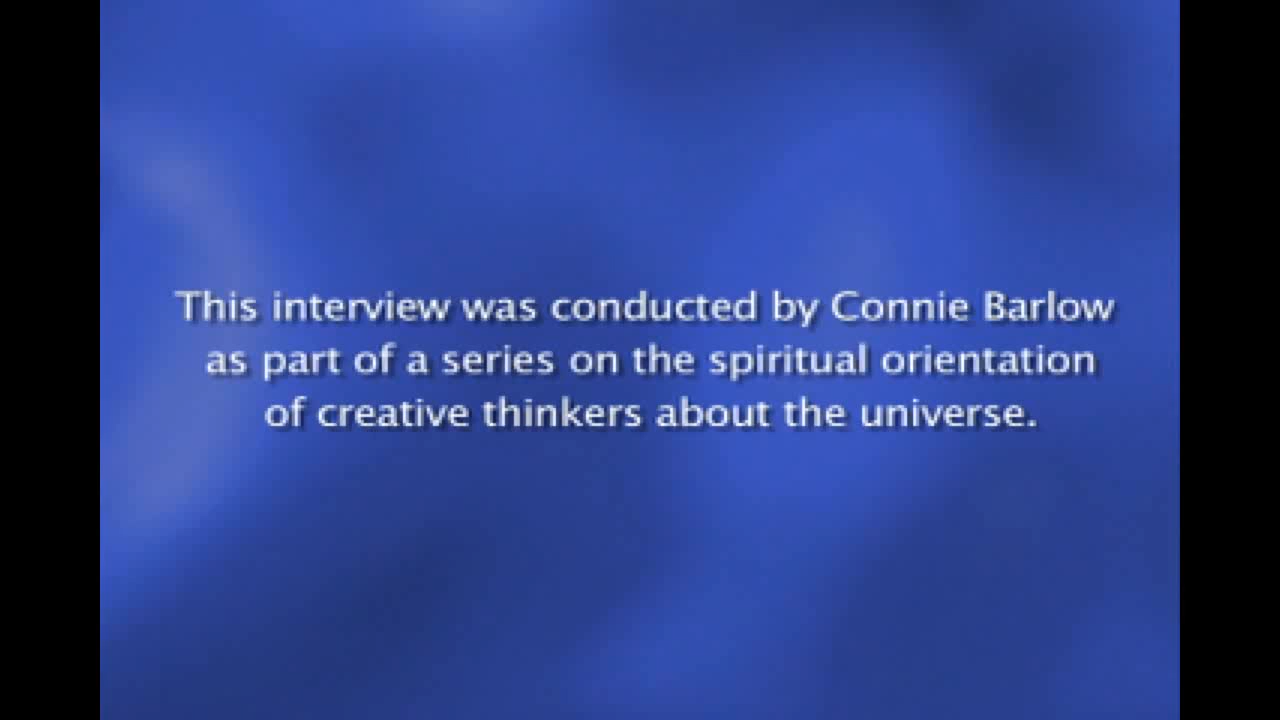 This interview was conducted by Connie Barlow
as part of a series on the spiritual orientation
of creative thinkers about the universe.